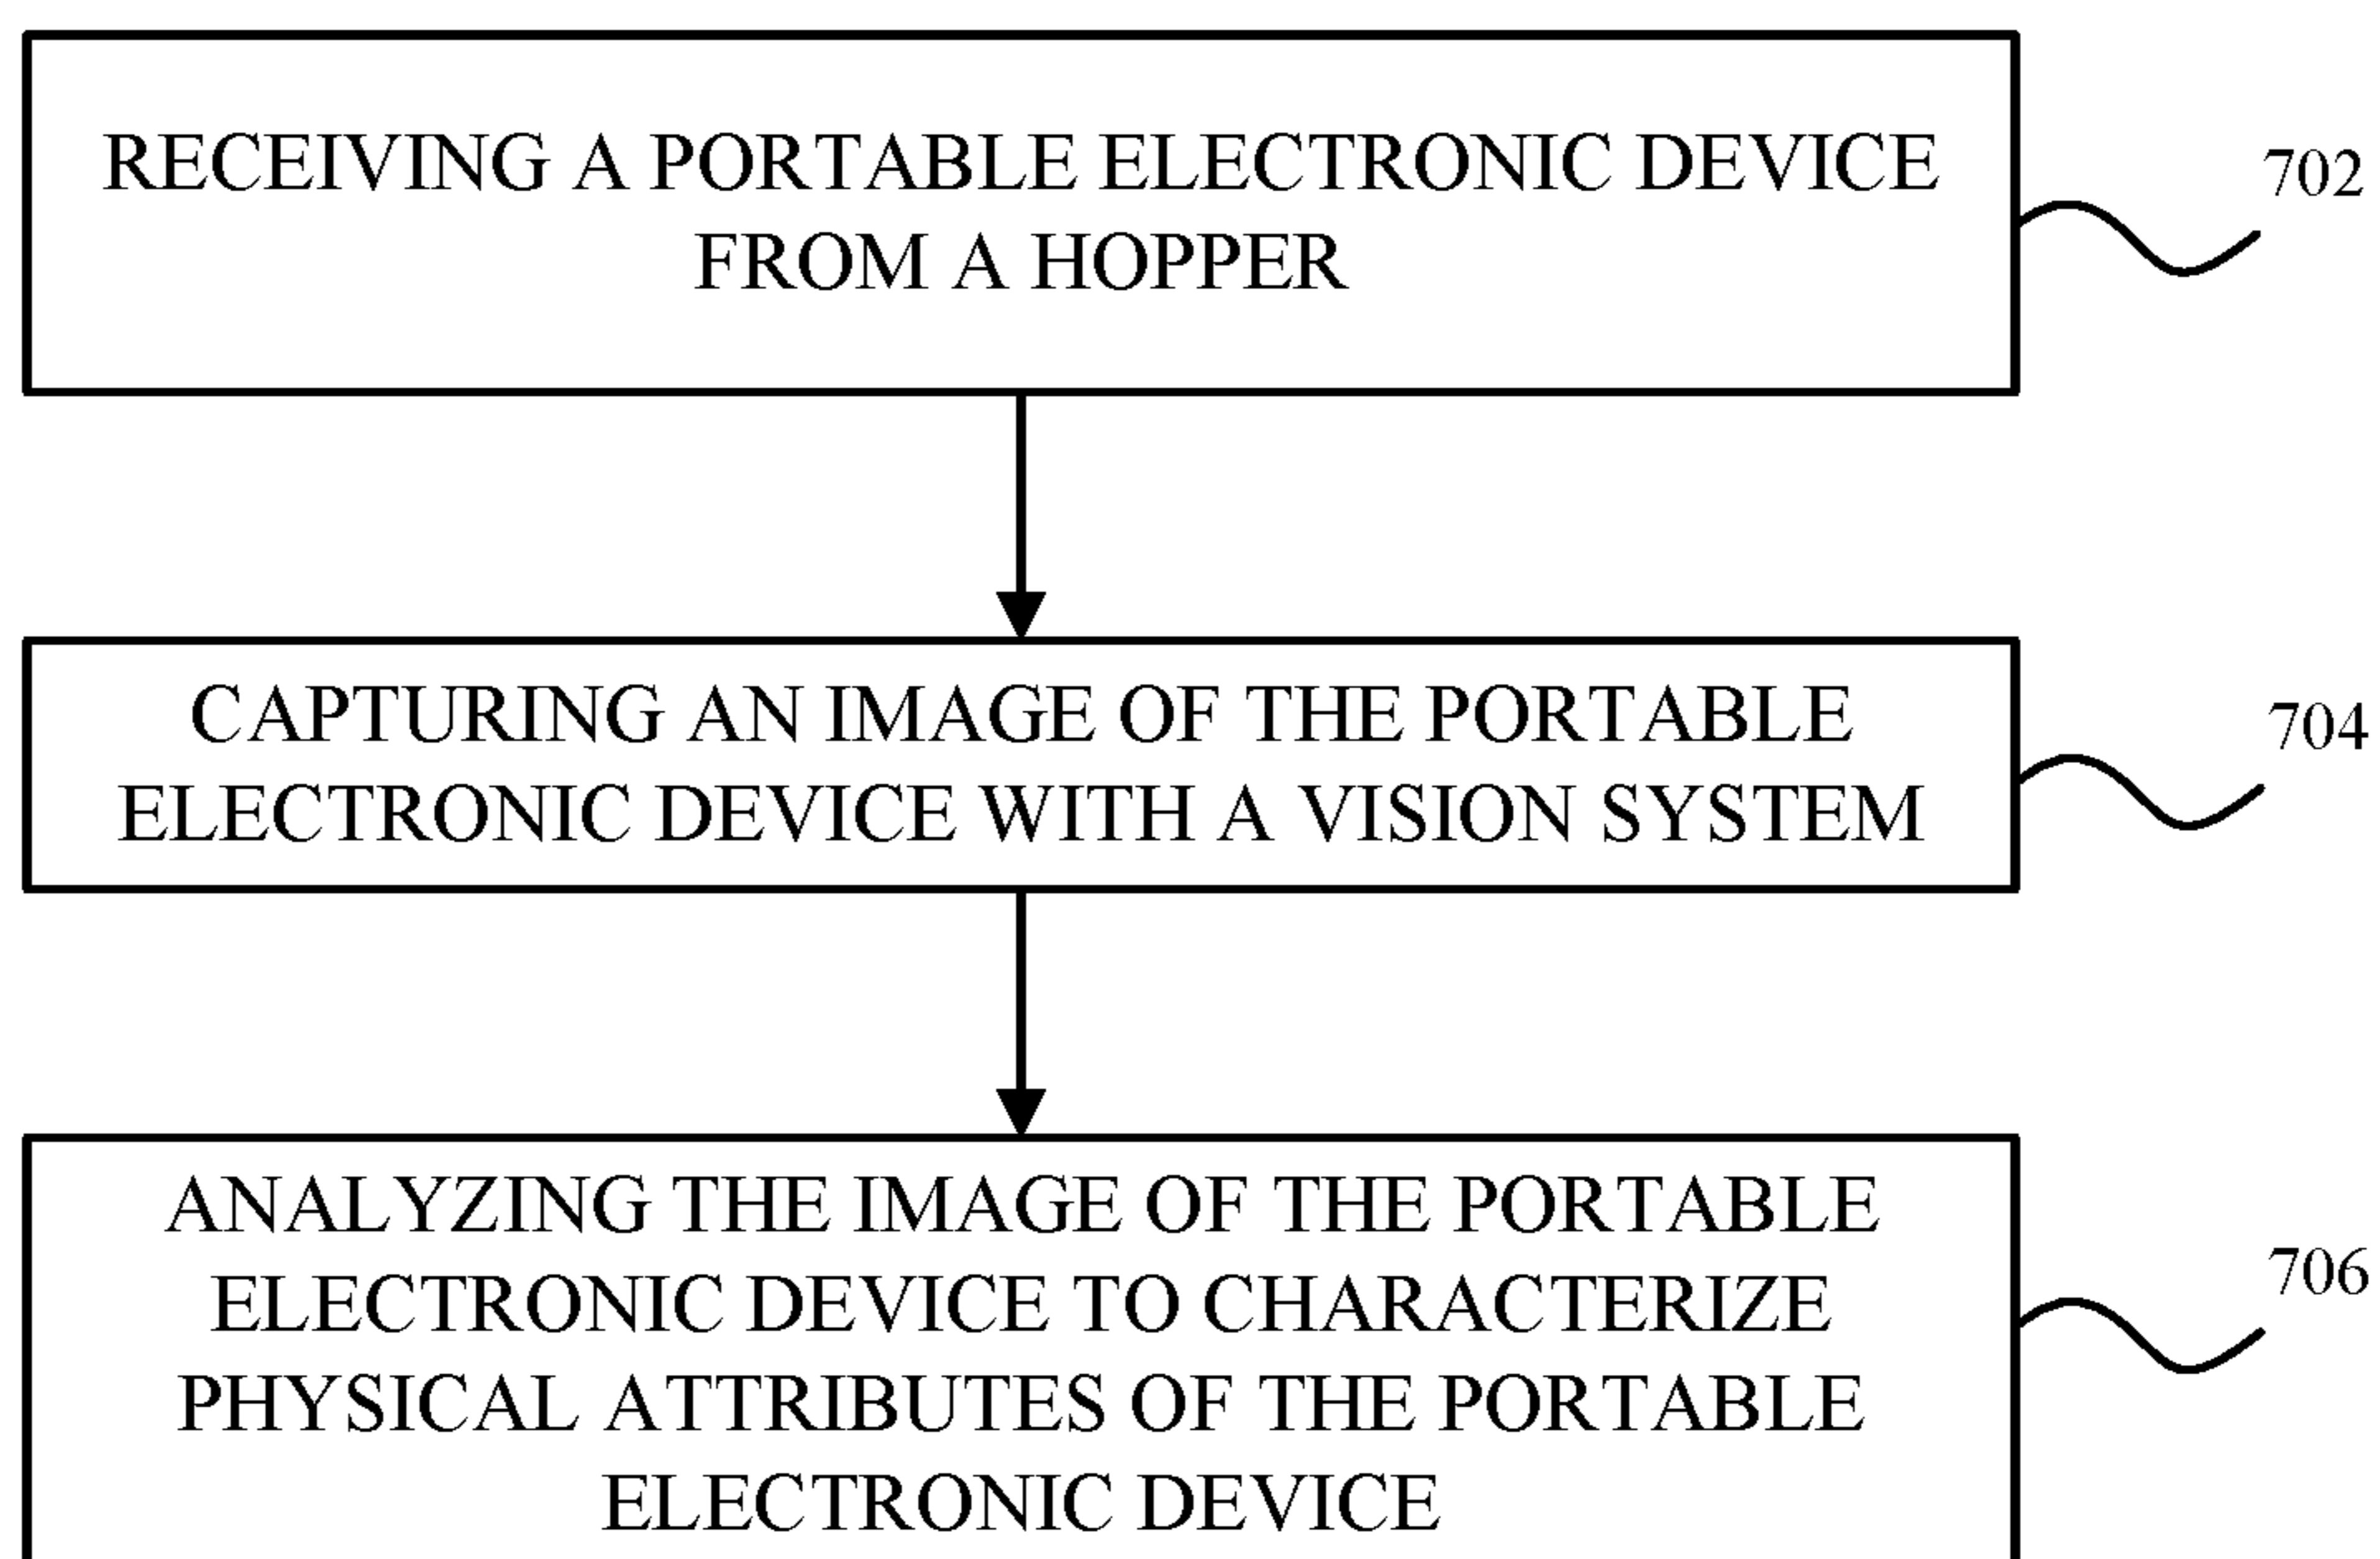 RECEIVING A PORTABLE ELECTRONIC DEVICE
FROM A HOPPER
702
CAPTURING AN IMAGE OF THE PORTABLE
ELECTRONIC DEVICE WITH A VISION SYSTEM
704
ANALYZING THE IMAGE OF THE PORTABLE
ELECTRONIC DEVICE TO CHARACTERIZE
PHYSICAL ATTRIBUTES OF THE PORTABLE
ELECTRONIC DEVICE
706